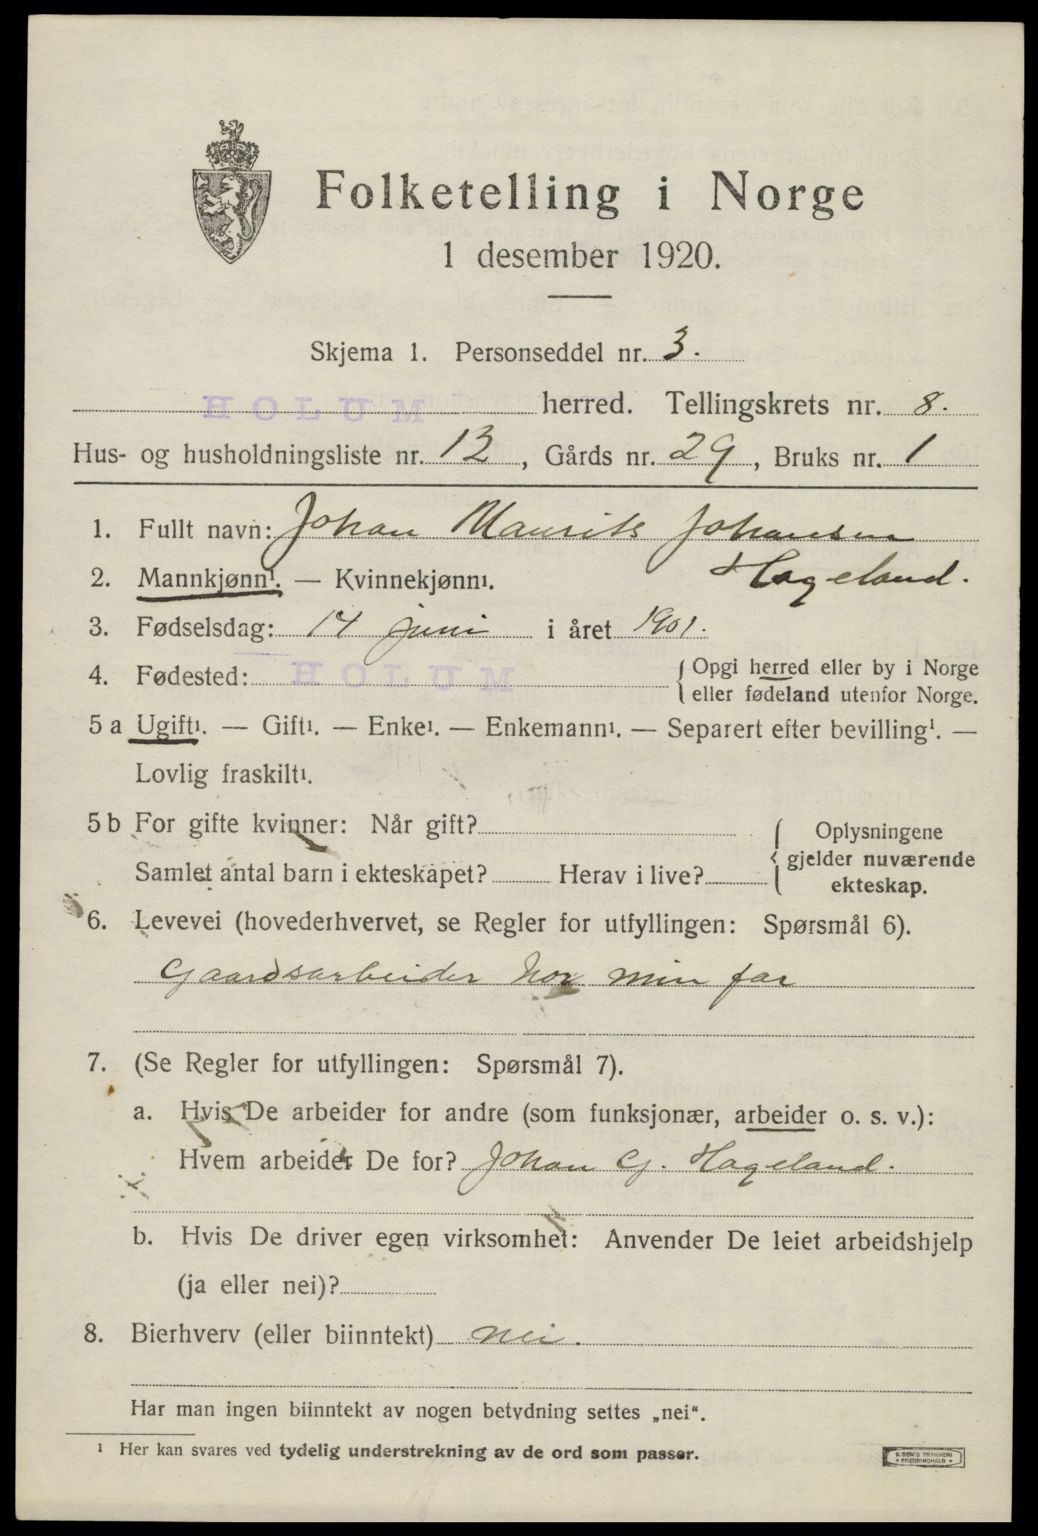 Folketelling i Norge
1 desember 1920.
Skjema 1. Personseddel nr. 3.
HOLUM herred. Tellingskrets nr. 8.
Hus- og husholdningsliste nr. 13, Gårds nr. 29, Bruks nr. 1
1. Fullt navn: Johan Maurits Johansen
Hageland.
2. Mannkjønn¹. — Kvinnekjønn¹.
3. Fødselsdag: 14 juni i året 1901.
4. Fødested: HOLUM { Opgi herred eller by i Norge
eller fødeland utenfor Norge.
5 a Ugift¹. — Gift¹. — Enke¹. — Enkemann¹. — Separert efter bevilling¹. —
Lovlig fraskilt¹.
5 b For gifte kvinner: Når gift?
Samlet antal barn i ekteskapet? Herav i live?
{ Oplysningene
gjelder nuværende
ekteskap.
6. Levevei (hovederhvervet, se Regler for utfyllingen: Spørsmål 6).
Gaardsarbeider hos min far
7. (Se Regler for utfyllingen: Spørsmål 7).
a. Hvis De arbeider for andre (som funksjonær, arbeider o. s. v.):
Hvem arbeider De for? Johan G. Hageland.
b. Hvis De driver egen virksomhet: Anvender De leiet arbeidshjelp
(ja eller nei)?
8. Bierhverv (eller biinntekt) nei.
Har man ingen biinntekt av nogen betydning settes „nei“.
¹ Her kan svares ved tydelig understrekning av de ord som passer.